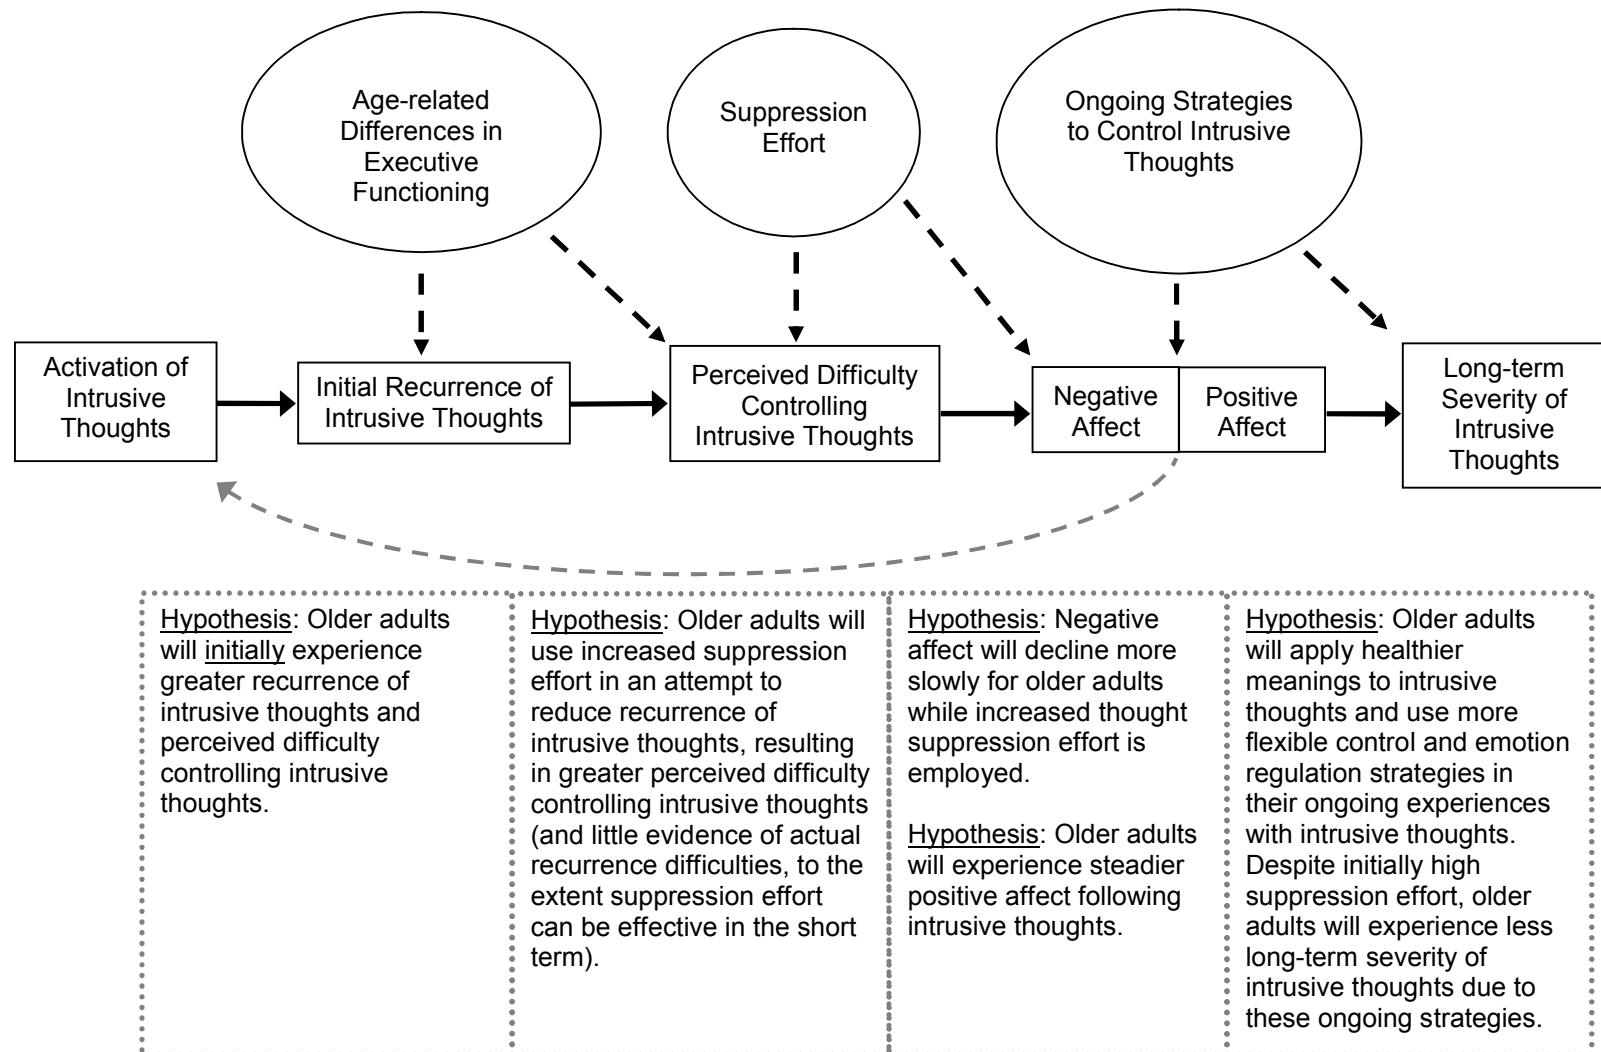 Age-related
Differences in
Executive
Functioning
Suppression
Effort
Ongoing Strategies
to Control Intrusive
Thoughts
Activation of
Intrusive
Thoughts
Initial Recurrence of
Intrusive Thoughts
Perceived Difficulty
Controlling
Intrusive Thoughts
Negative
Affect
Positive
Affect
Long-term
Severity of
Intrusive
Thoughts
Hypothesis: Older adults
will initially experience
greater recurrence of
intrusive thoughts and
perceived difficulty
controlling intrusive
thoughts.
Hypothesis: Older adults will
use increased suppression
effort in an attempt to
reduce recurrence of
intrusive thoughts, resulting
in greater perceived difficulty
controlling intrusive thoughts
(and little evidence of actual
recurrence difficulties, to the
extent suppression effort
can be effective in the short
term).
Hypothesis: Negative
affect will decline more
slowly for older adults
while increased thought
suppression effort is
employed.
Hypothesis: Older adults
will experience steadier
positive affect following
intrusive thoughts.
Hypothesis: Older adults
will apply healthier
meanings to intrusive
thoughts and use more
flexible control and emotion
regulation strategies in
their ongoing experiences
with intrusive thoughts.
Despite initially high
suppression effort, older
adults will experience less
long-term severity of
intrusive thoughts due to
these ongoing strategies.